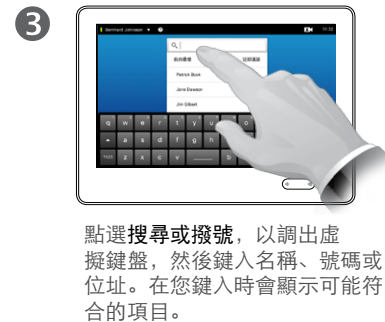 3
Bernhard Johnson
Patrick Book
Jane Dawson
Jim Gilbert
q w e r t y u o
a s d f g h
z x c v b
點選搜尋或撥號，以調出虛
擬鍵盤，然後鍵入名稱、號碼或
位址。在您鍵入時會顯示可能符
合的項目。